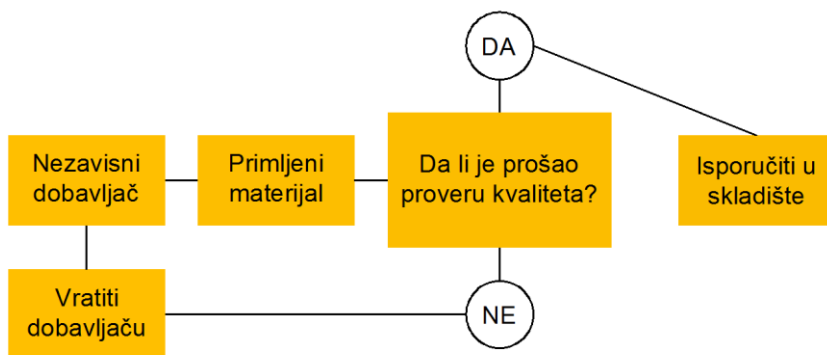 DA
Nezavisni
dobavljač
Primljeni
materijal
Da li je prošao
proveru kvaliteta?
Isporučiti u
skladište
Vratiti
dobavljaču
NE